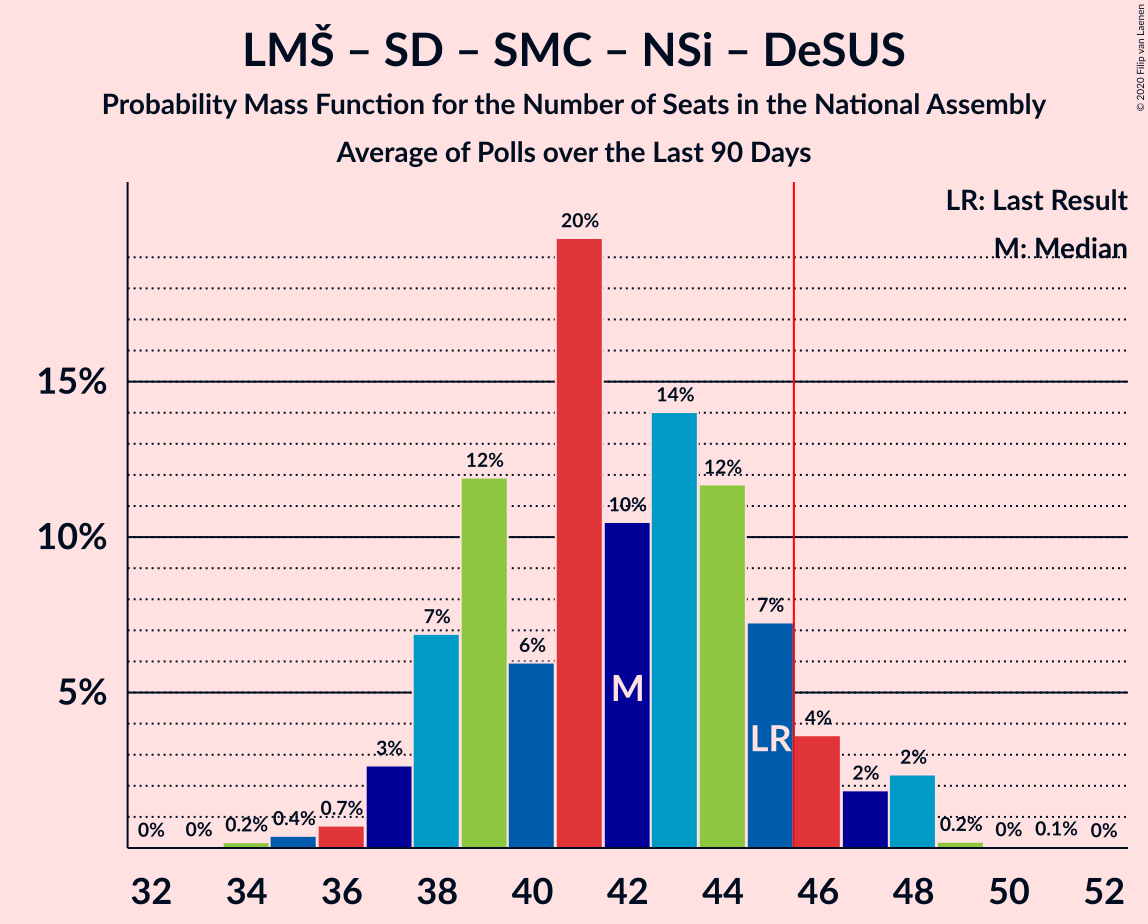 LMŠ – SD – SMC – NSi – DeSUS
Probability Mass Function for the Number of Seats in the National Assembly
Average of Polls over the Last 90 Days
© 2020 Filip van Laenen
LR: Last Result
M: Median
15%
10%
5%
0%
0%
0.2%
0.4%
0.7%
3%
7%
12%
6%
20%
10%
14%
12%
7%
4%
2%
2%
0.2%
0%
0.1%
0%
M
LR
32 34 36 38 40 42 44 46 48 50 52